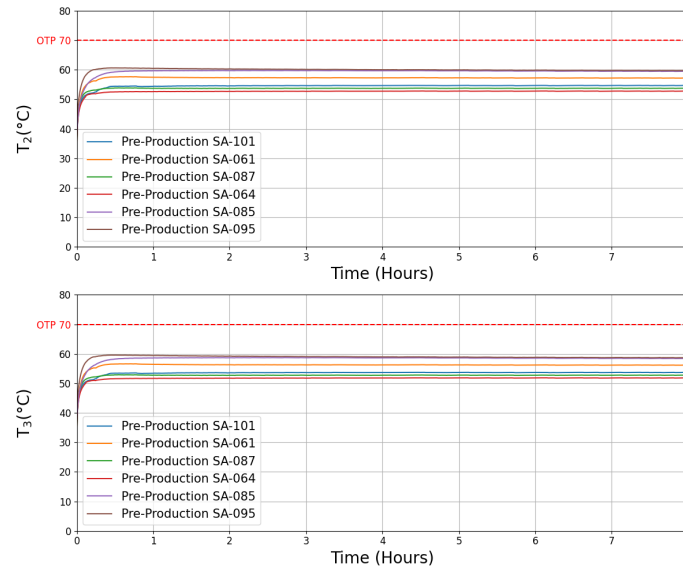 80
OTP 70
60
50
40
30
20
10
0
T2(°C)
Pre-Production SA-101
Pre-Production SA-061
Pre-Production SA-087
Pre-Production SA-064
Pre-Production SA-085
Pre-Production SA-095
0 1 2 3 4 5 6 7
Time (Hours)
80
OTP 70
60
50
40
30
20
10
0
T3(°C)
Pre-Production SA-101
Pre-Production SA-061
Pre-Production SA-087
Pre-Production SA-064
Pre-Production SA-085
Pre-Production SA-095
0 1 2 3 4 5 6 7
Time (Hours)